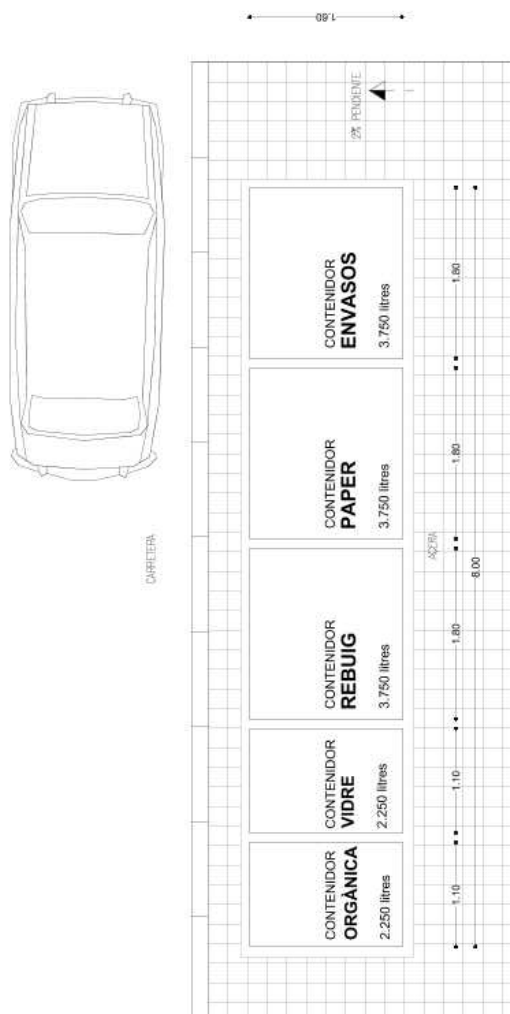 1.60
2% PENDIENTE
CONTENIDOR
ENVASOS
3.750 litres
1.80
CONTENIDOR
PAPER
3.750 litres
1.80
CARRETERA
ACERA
8.00
CONTENIDOR
REBUIG
3.750 litres
1.80
CONTENIDOR
VIDRE
2.250 litres
1.10
CONTENIDOR
ORGÀNICA
2.250 litres
1.10